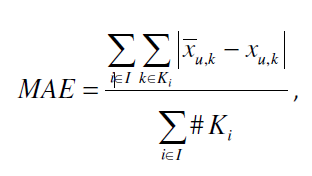 MAE = \frac{\sum_{i \in I} \sum_{k \in K_i} \left| \overline{x}_{u,k} - x_{u,k} \right|}{\sum_{i \in I} \# K_i},